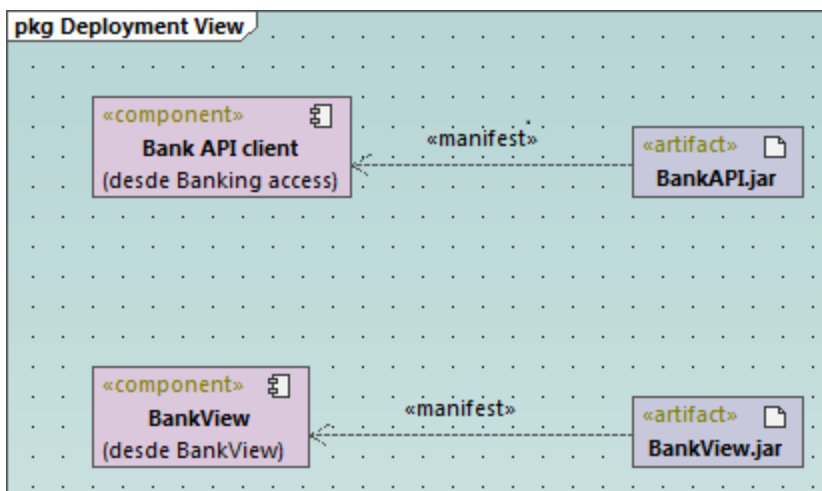 pkg Deployment View
«component»
Bank API client
(desde Banking access)
«manifest»
«artifact»
BankAPI.jar
«component»
BankView
(desde BankView)
«manifest»
«artifact»
BankView.jar